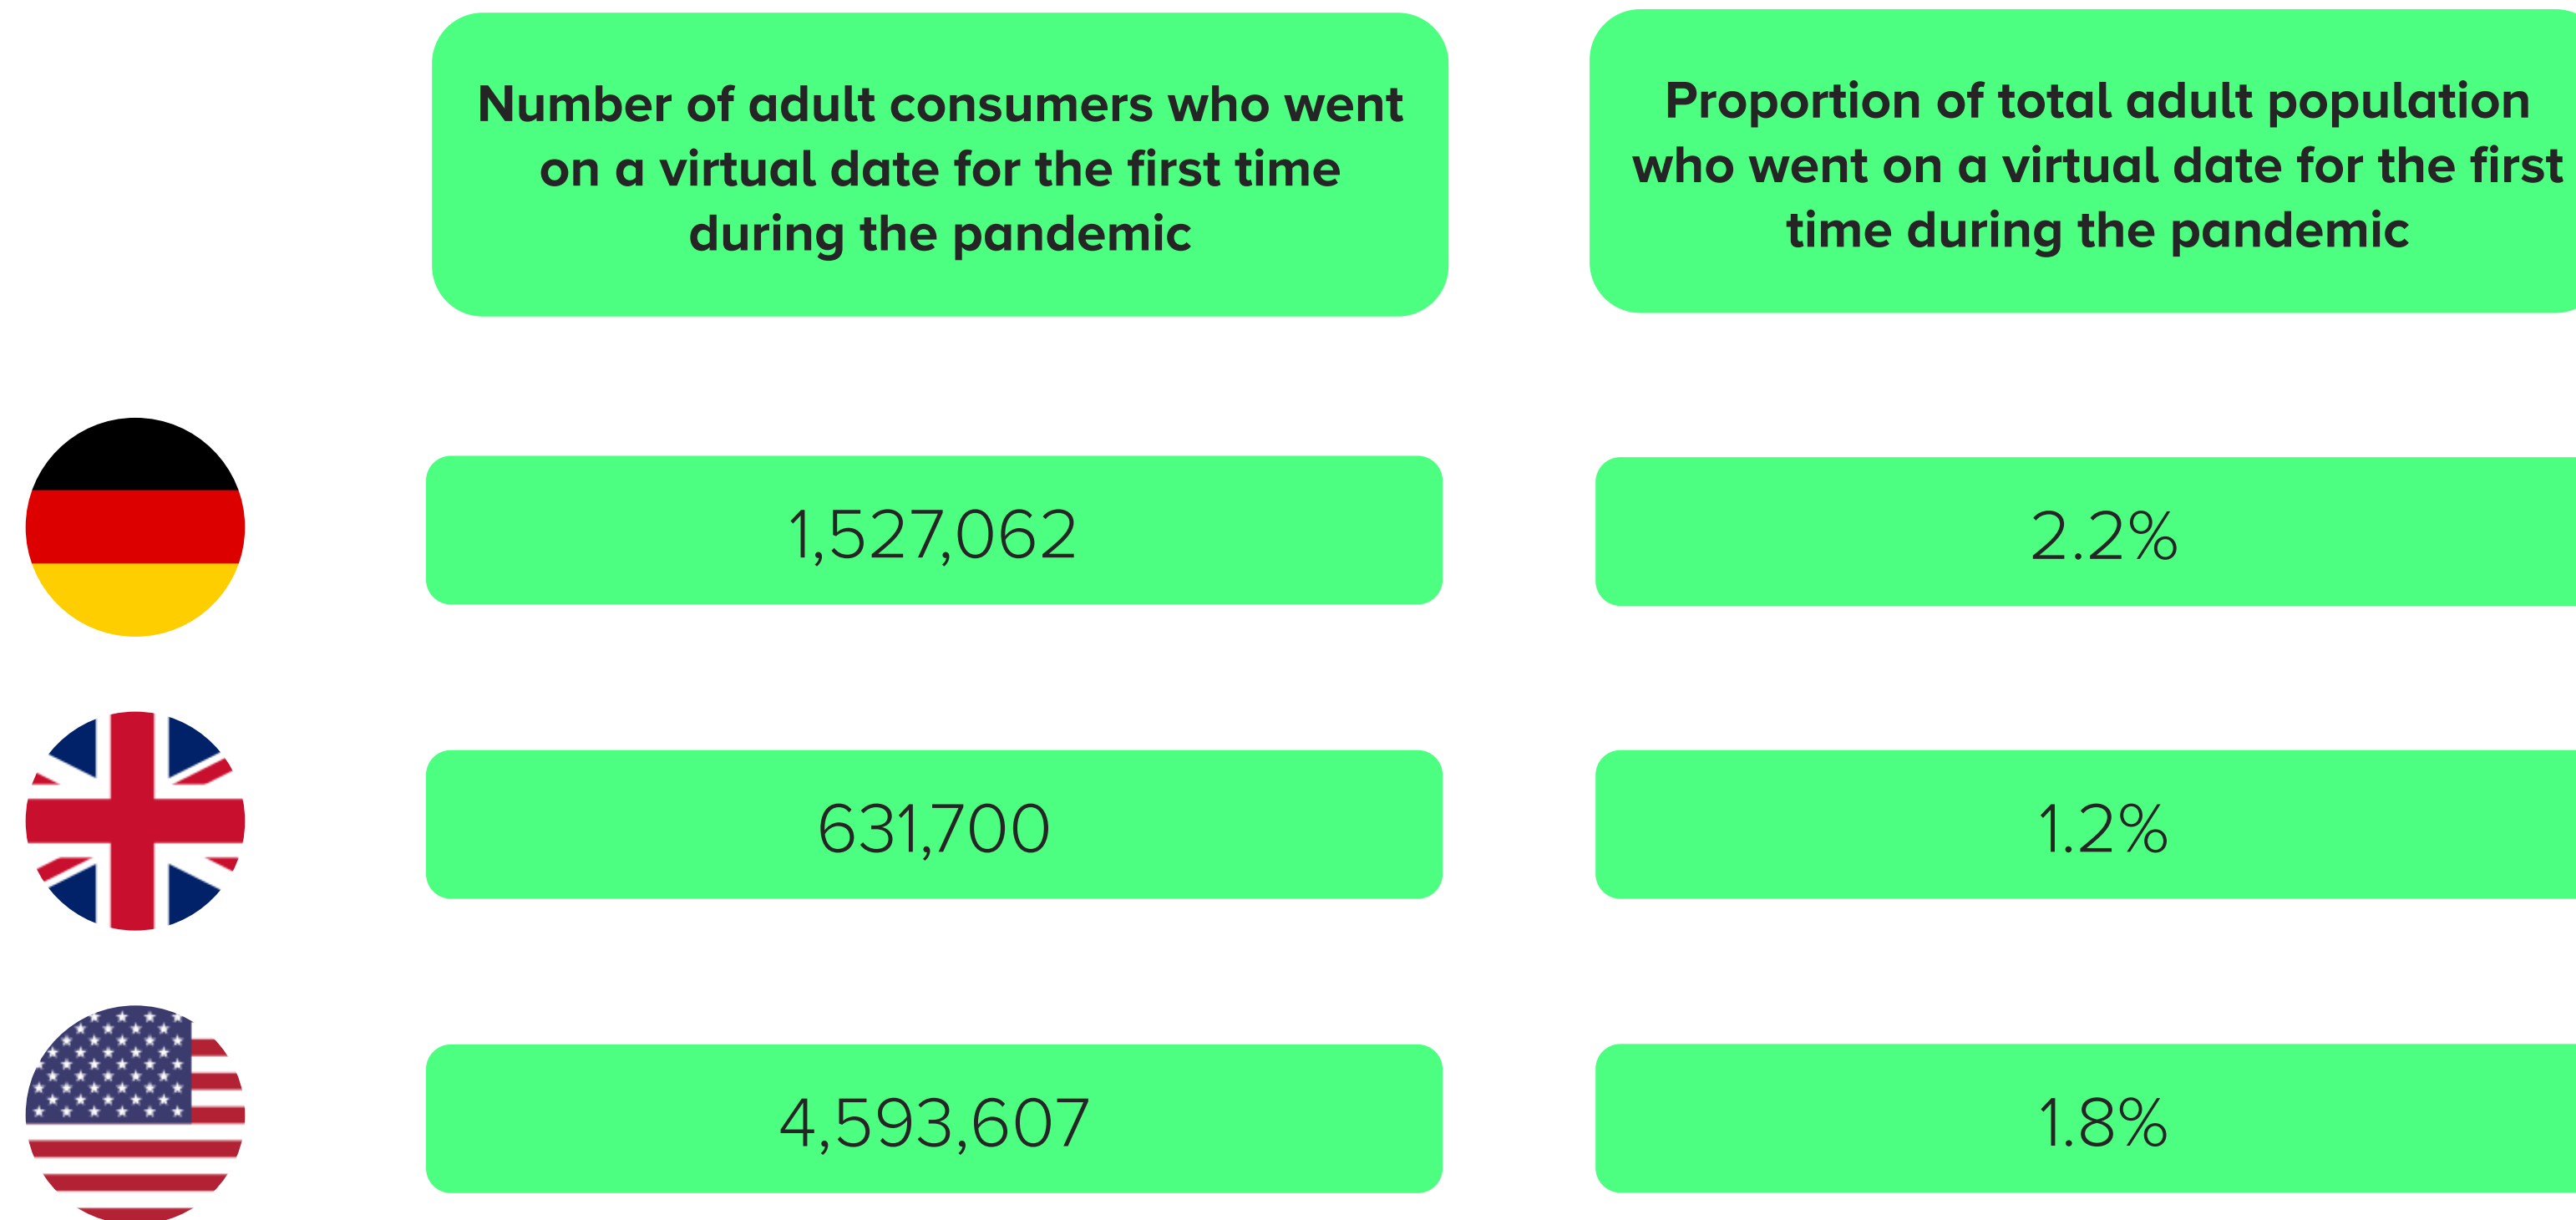 Number of adult consumers who went
on a virtual date for the first time
during the pandemic
Proportion of total adult population
who went on a virtual date for the first
time during the pandemic
1,527,062
2.2%
631,700
1.2%
4,593,607
1.8%